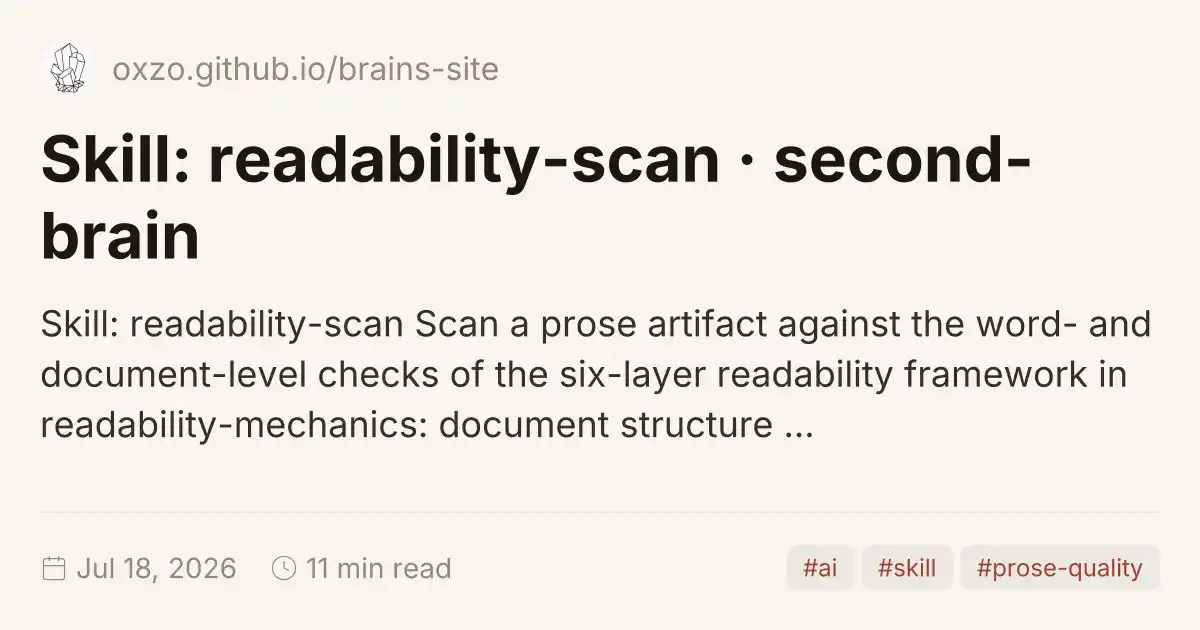 oxzo.github.io/brains-site
Skill: readability-scan · second-
brain
Skill: readability-scan Scan a prose artifact against the word- and
document-level checks of the six-layer readability framework in
readability-mechanics: document structure ...
Jul 18, 2026 11 min read #ai #skill #prose-quality